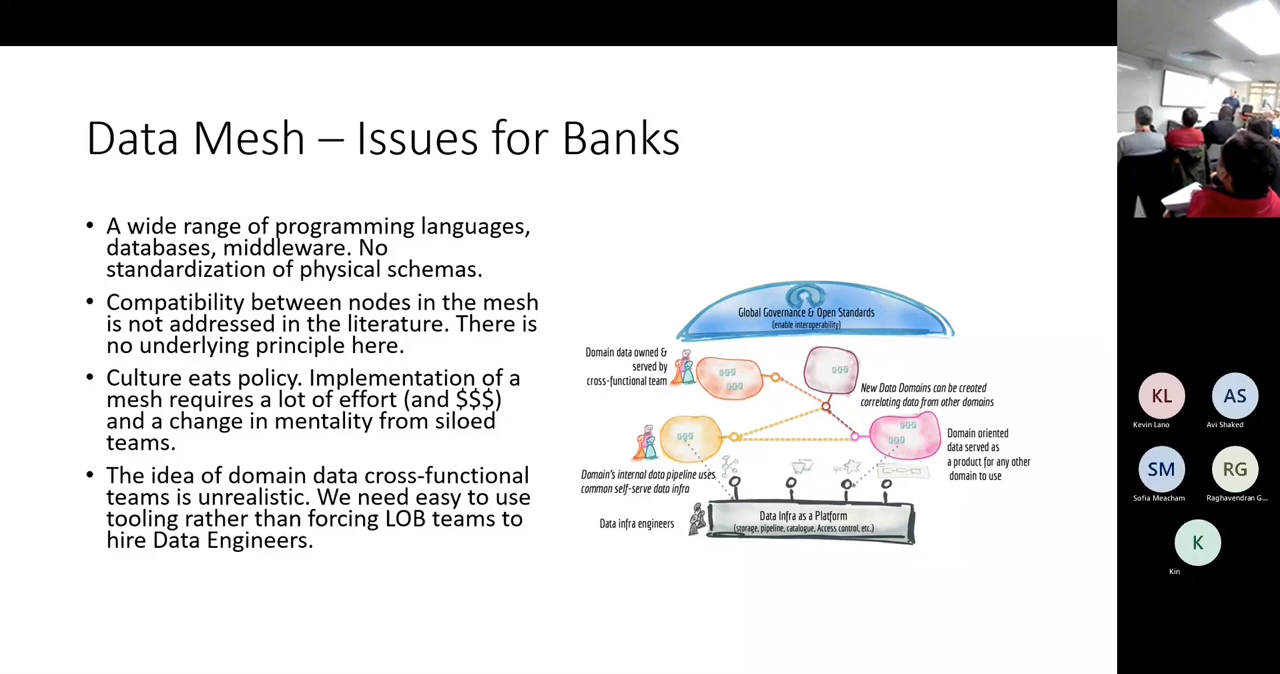 Data Mesh – Issues for Banks
• A wide range of programming languages,
databases, middleware. No
standardization of physical schemas.
• Compatibility between nodes in the mesh
is not addressed in the literature. There is
no underlying principle here.
• Culture eats policy. Implementation of a
mesh requires a lot of effort (and $$$)
and a change in mentality from siloed
teams.
• The idea of domain data cross-functional
teams is unrealistic. We need easy to use
tooling rather than forcing LOB teams to
hire Data Engineers.
Global Governance & Open Standards
(enable interoperability)
Domain data owned &
served by
cross-functional team
New Data Domains can be created
correlating data from other domains
Domain oriented
data served as
a product for any other
domain to use
Domain's internal data pipeline uses
common self-serve data infra
Data infra engineers
Data Infra as a Platform
(storage, pipeline, catalogue, Access control, etc.)
KL
Kevin Lano
AS
Avi Shaked
SM
Sofia Meacham
RG
Raghavendran G...
K
Kin